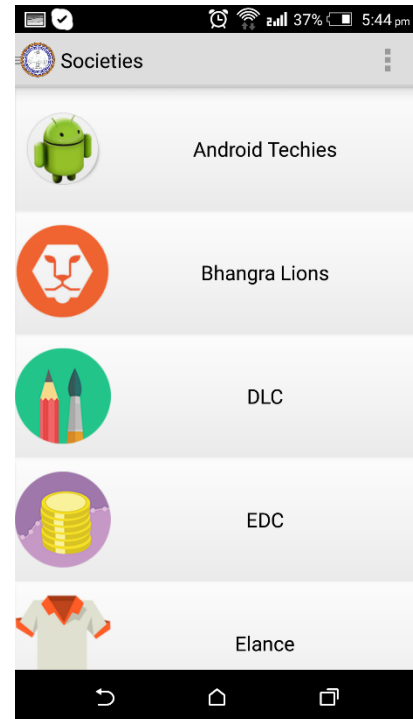 37% 5:44 pm
Societies
Android Techies
Bhangra Lions
DLC
EDC
Elance